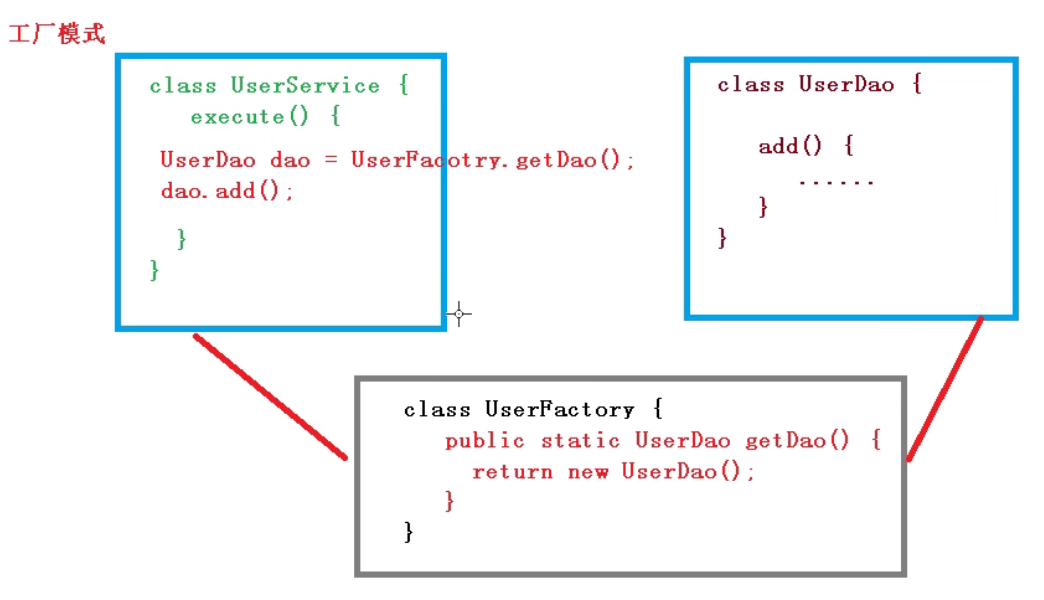 工厂模式
class UserService {
execute() {
UserDao dao = UserFacotry.getDao();
dao.add();
}
}
class UserDao {
add() {
......
}
}
class UserFactory {
public static UserDao getDao() {
return new UserDao();
}
}